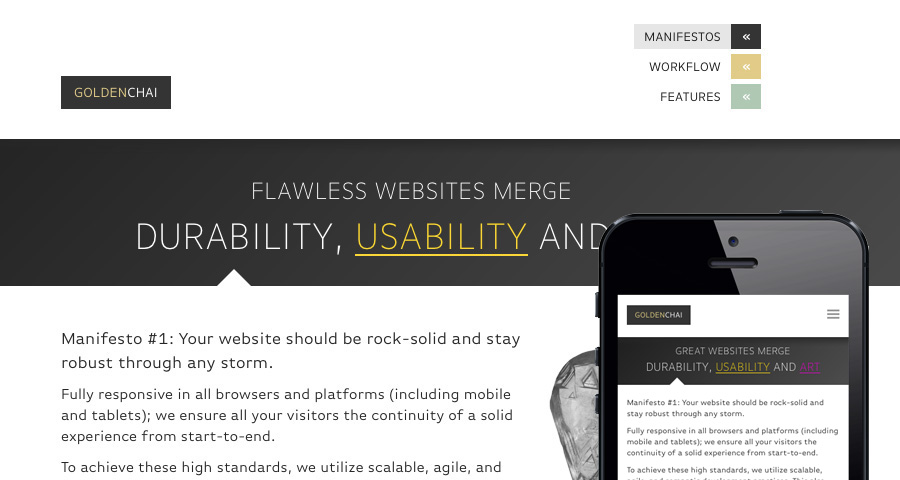 MANIFESTOS «
WORKFLOW «
FEATURES «
GOLDENCHAI
FLAWLESS WEBSITES MERGE
DURABILITY, USABILITY AND
Manifesto #1: Your website should be rock-solid and stay
robust through any storm.
Fully responsive in all browsers and platforms (including mobile
and tablets); we ensure all your visitors the continuity of a solid
experience from start-to-end.
To achieve these high standards, we utilize scalable, agile, and
GOLDENCHAI
GREAT WEBSITES MERGE
DURABILITY, USABILITY AND ART
Manifesto #1: Your website should be rock-solid and
stay robust through any storm.
Fully responsive in all browsers and platforms (including
mobile and tablets); we ensure all your visitors the
continuity of a solid experience from start-to-end.
To achieve these high standards, we utilize scalable,